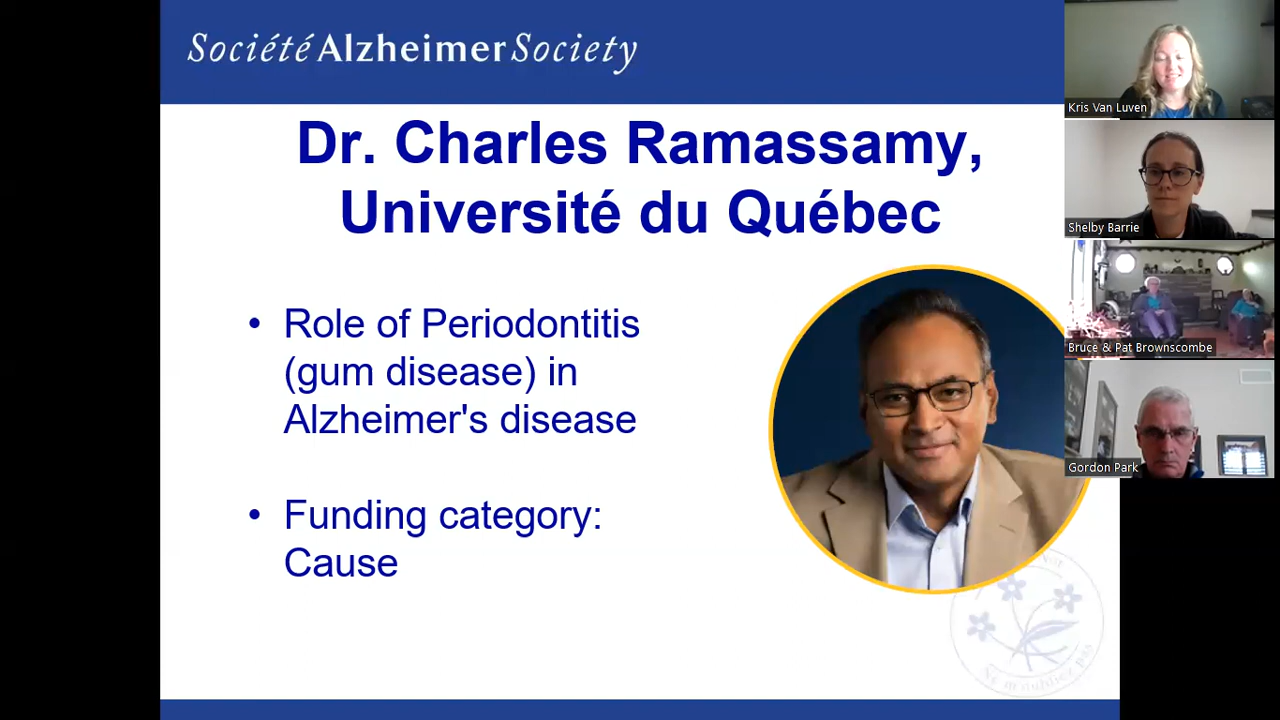 Société Alzheimer Society
Dr. Charles Ramassamy,
Université du Québec
• Role of Periodontitis
(gum disease) in
Alzheimer's disease
• Funding category:
Cause
Kris Van Luven
Shelby Barrie
Bruce & Pat Brownscombe
Gordon Park